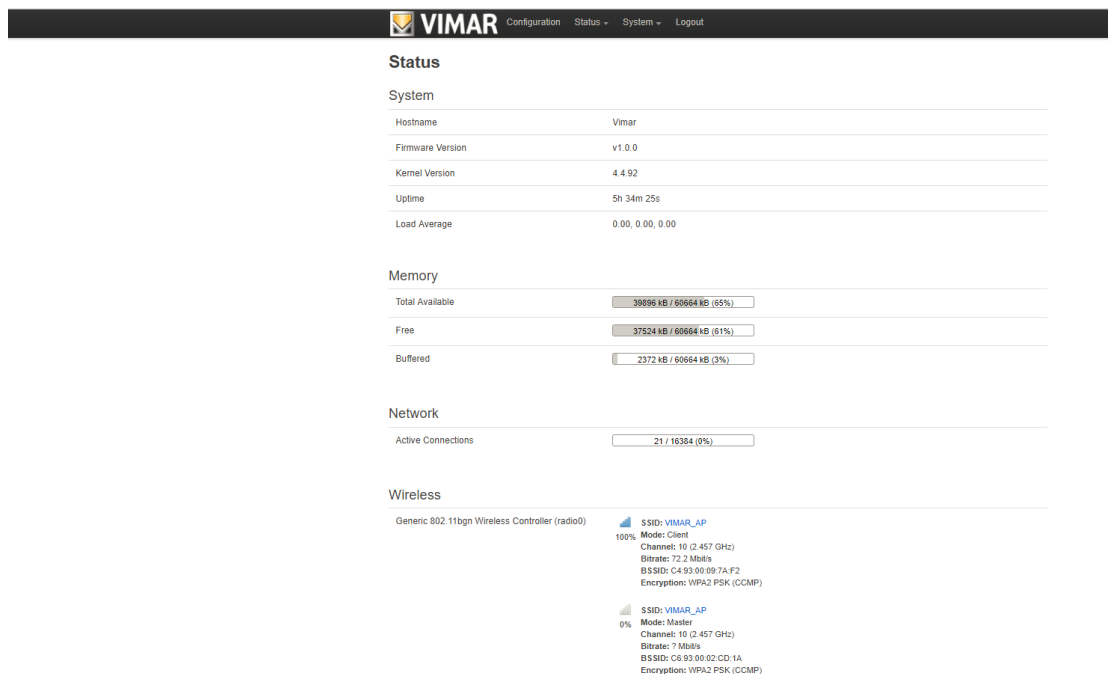 VIMAR Configuration Status System Logout
Status
System
Hostname Vimar
Firmware Version v1.0.0
Kernel Version 4.4.92
Uptime 5h 34m 25s
Load Average 0.00, 0.00, 0.00
Memory
Total Available 39896 kB / 60664 kB (65%)
Free 37524 kB / 60664 kB (61%)
Buffered 2372 kB / 60664 kB (3%)
Network
Active Connections 21 / 16384 (0%)
Wireless
Generic 802.11bgn Wireless Controller (radio0) SSID: VIMAR_AP
100% Mode: Client
Channel: 10 (2.457 GHz)
Bitrate: 72.2 Mbit/s
BSSID: C4:93:00:09:7A:F2
Encryption: WPA2 PSK (CCMP)
SSID: VIMAR_AP
0% Mode: Master
Channel: 10 (2.457 GHz)
Bitrate: ? Mbit/s
BSSID: C6:93:00:02:CD:1A
Encryption: WPA2 PSK (CCMP)